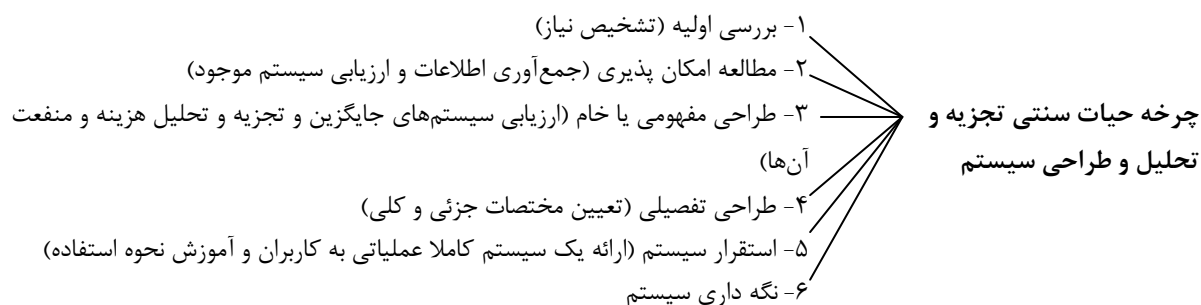 چرخه حیات سنتی تجزیه و
تحلیل و طراحی سیستم
۱- بررسی اولیه (تشخیص نیاز)
۲- مطالعه امکان پذیری (جمع‌آوری اطلاعات و ارزیابی سیستم موجود)
۳- طراحی مفهومی یا خام (ارزیابی سیستم‌های جایگزین و تجزیه و تحلیل هزینه و منفعت
آن‌ها)
۴- طراحی تفصیلی (تعیین مختصات جزئی و کلی)
۵- استقرار سیستم (ارائه یک سیستم کاملا عملیاتی به کاربران و آموزش نحوه استفاده)
۶- نگه داری سیستم